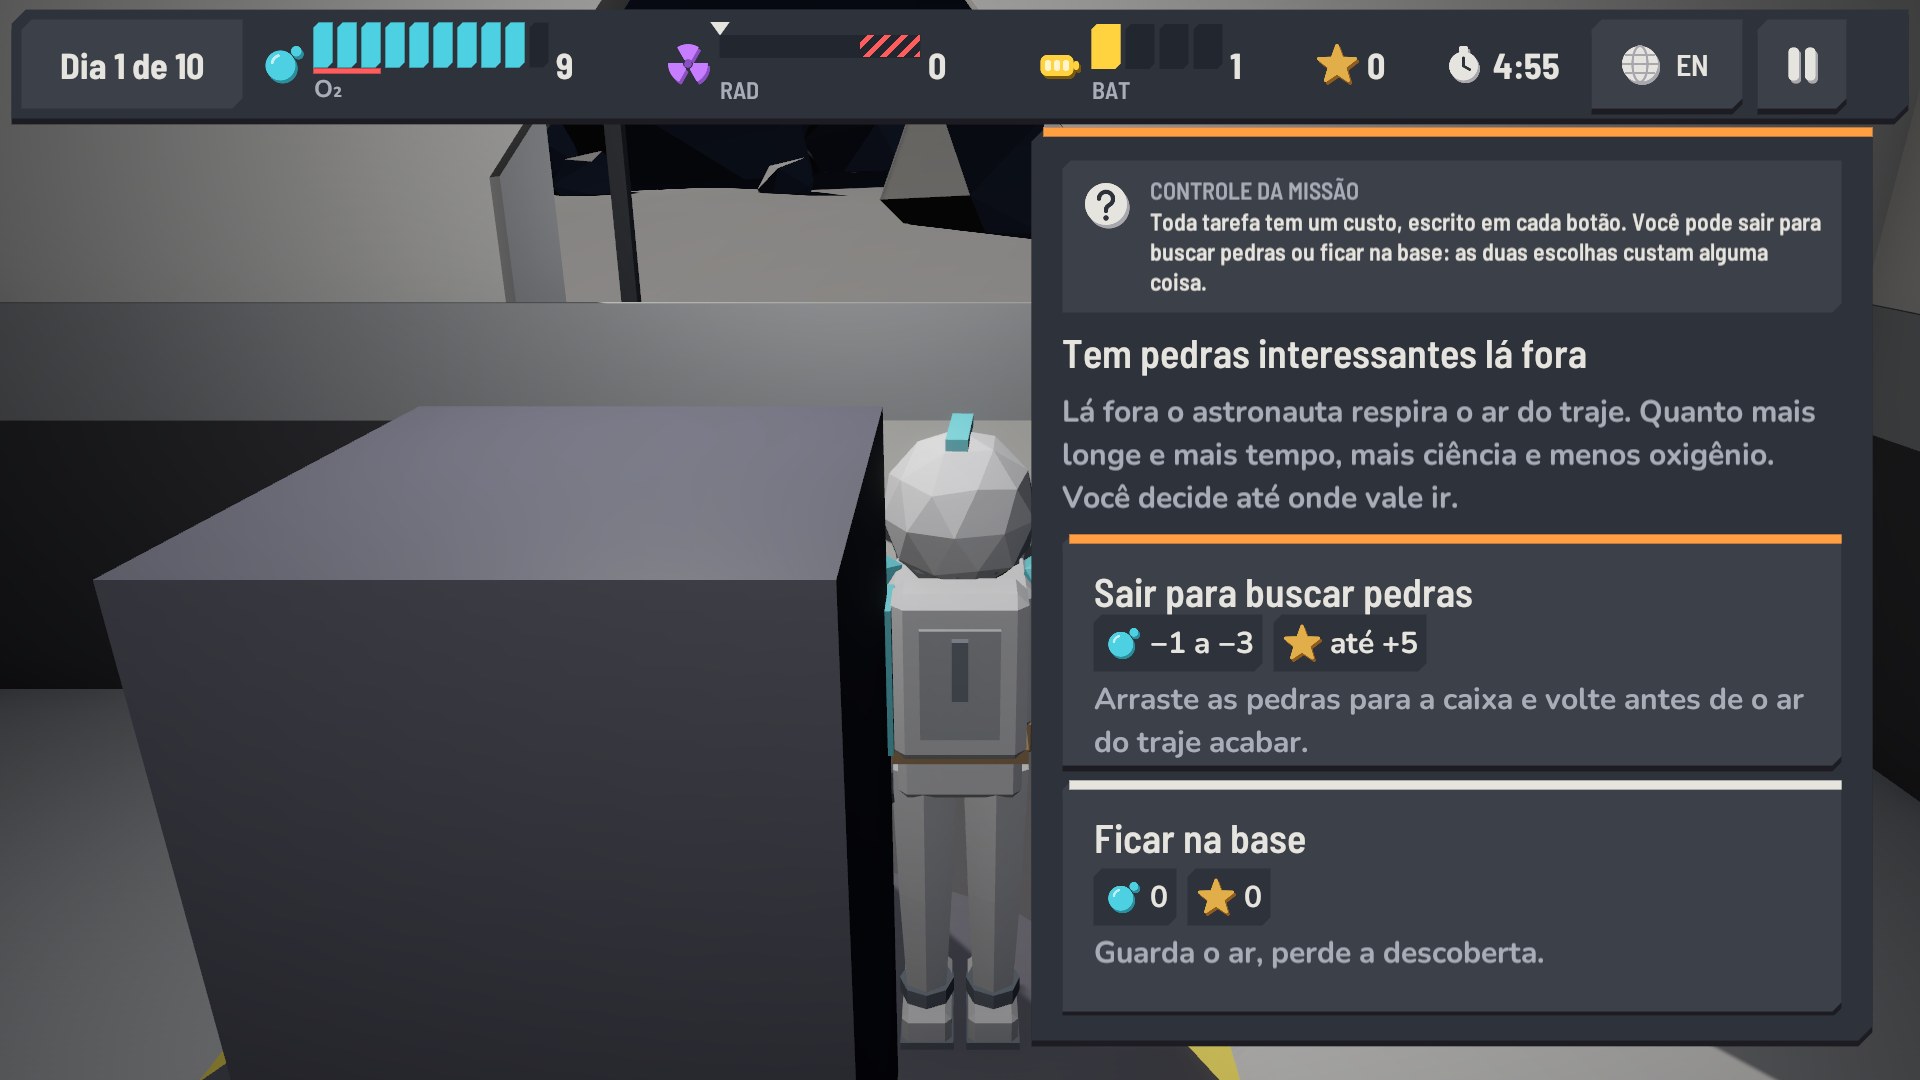 Dia 1 de 10
O₂
9
RAD
0
BAT
1
0
4:55
EN
CONTROLE DA MISSÃO
Toda tarefa tem um custo, escrito em cada botão. Você pode sair para
buscar pedras ou ficar na base: as duas escolhas custam alguma
coisa.
Tem pedras interessantes lá fora
Lá fora o astronauta respira o ar do traje. Quanto mais
longe e mais tempo, mais ciência e menos oxigênio.
Você decide até onde vale ir.
Sair para buscar pedras
−1 a −3 até +5
Arraste as pedras para a caixa e volte antes de o ar
do traje acabar.
Ficar na base
0 0
Guarda o ar, perde a descoberta.